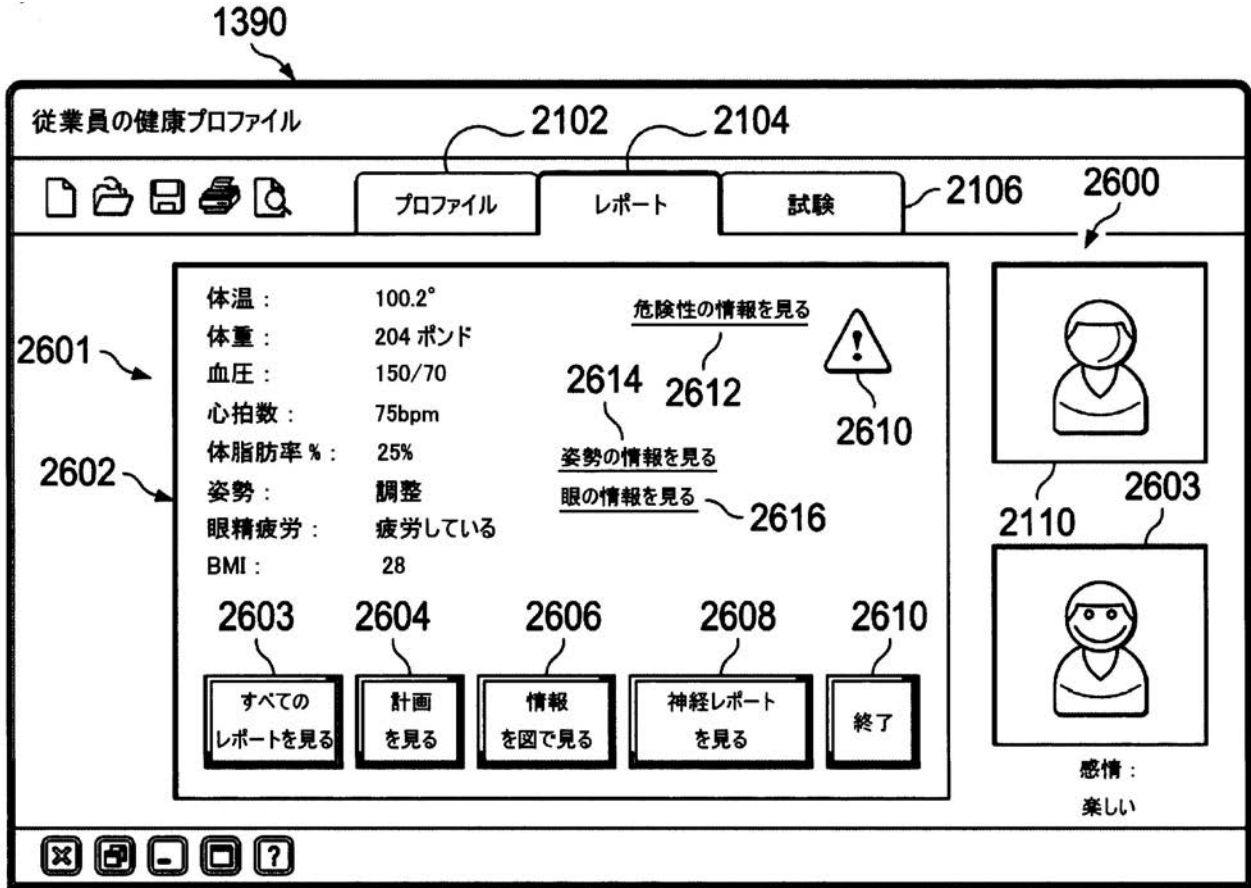 1390
従業員の健康プロファイル
2102
2104
プロファイル
レポート
試験
2106
2600
体温： 100.2°
危険性の情報を見る
!
体重： 204 ポンド
2601
血圧： 150/70
2614
2612
心拍数： 75bpm
2610
体脂肪率 %： 25%
姿勢の情報を見る
2602
姿勢： 調整
眼の情報を見る
2616
2110
2603
眼精疲労： 疲労している
BMI： 28
2603
2604
2606
2608
2610
すべての
レポートを見る
計画
を見る
情報
を図で見る
神経レポート
を見る
終了
感情：
楽しい
?